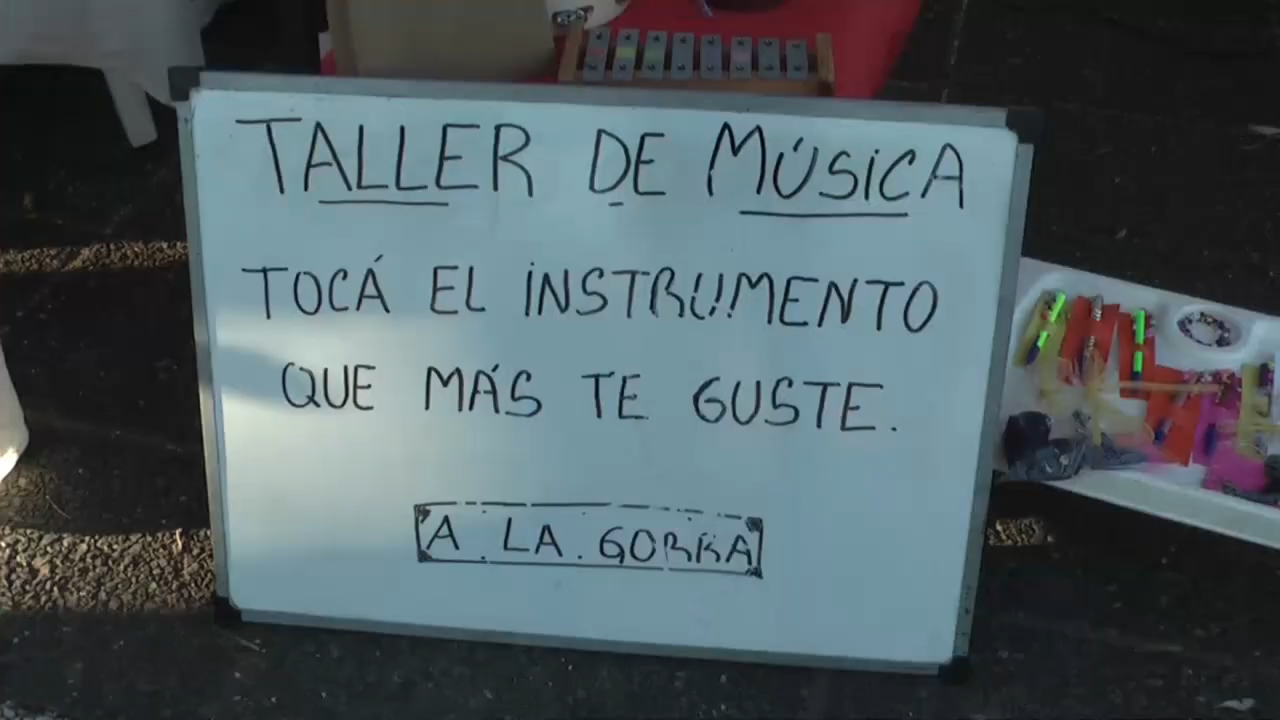 TALLER DE MÚSICA
TOCÁ EL INSTRUMENTO
QUE MÁS TE GUSTE.
A LA GORRA